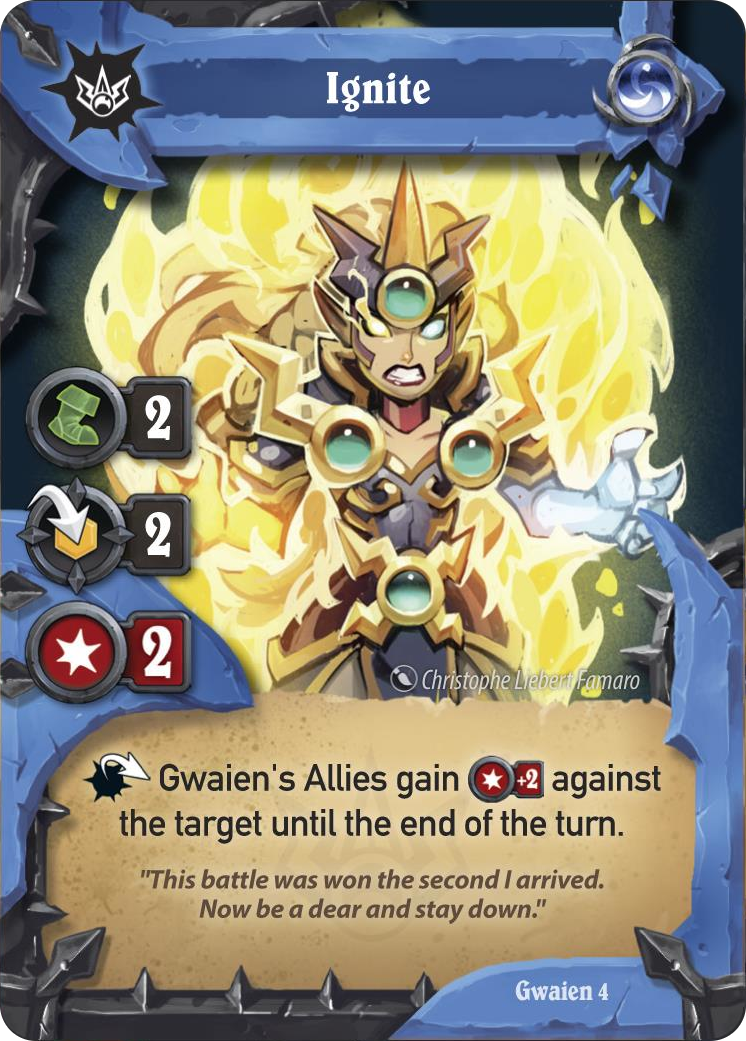 Ignite
2
2
2
Christophe Liebert Famaro
Gwaien's Allies gain +2 against
the target until the end of the turn.
"This battle was won the second I arrived.
Now be a dear and stay down."
Gwaien 4